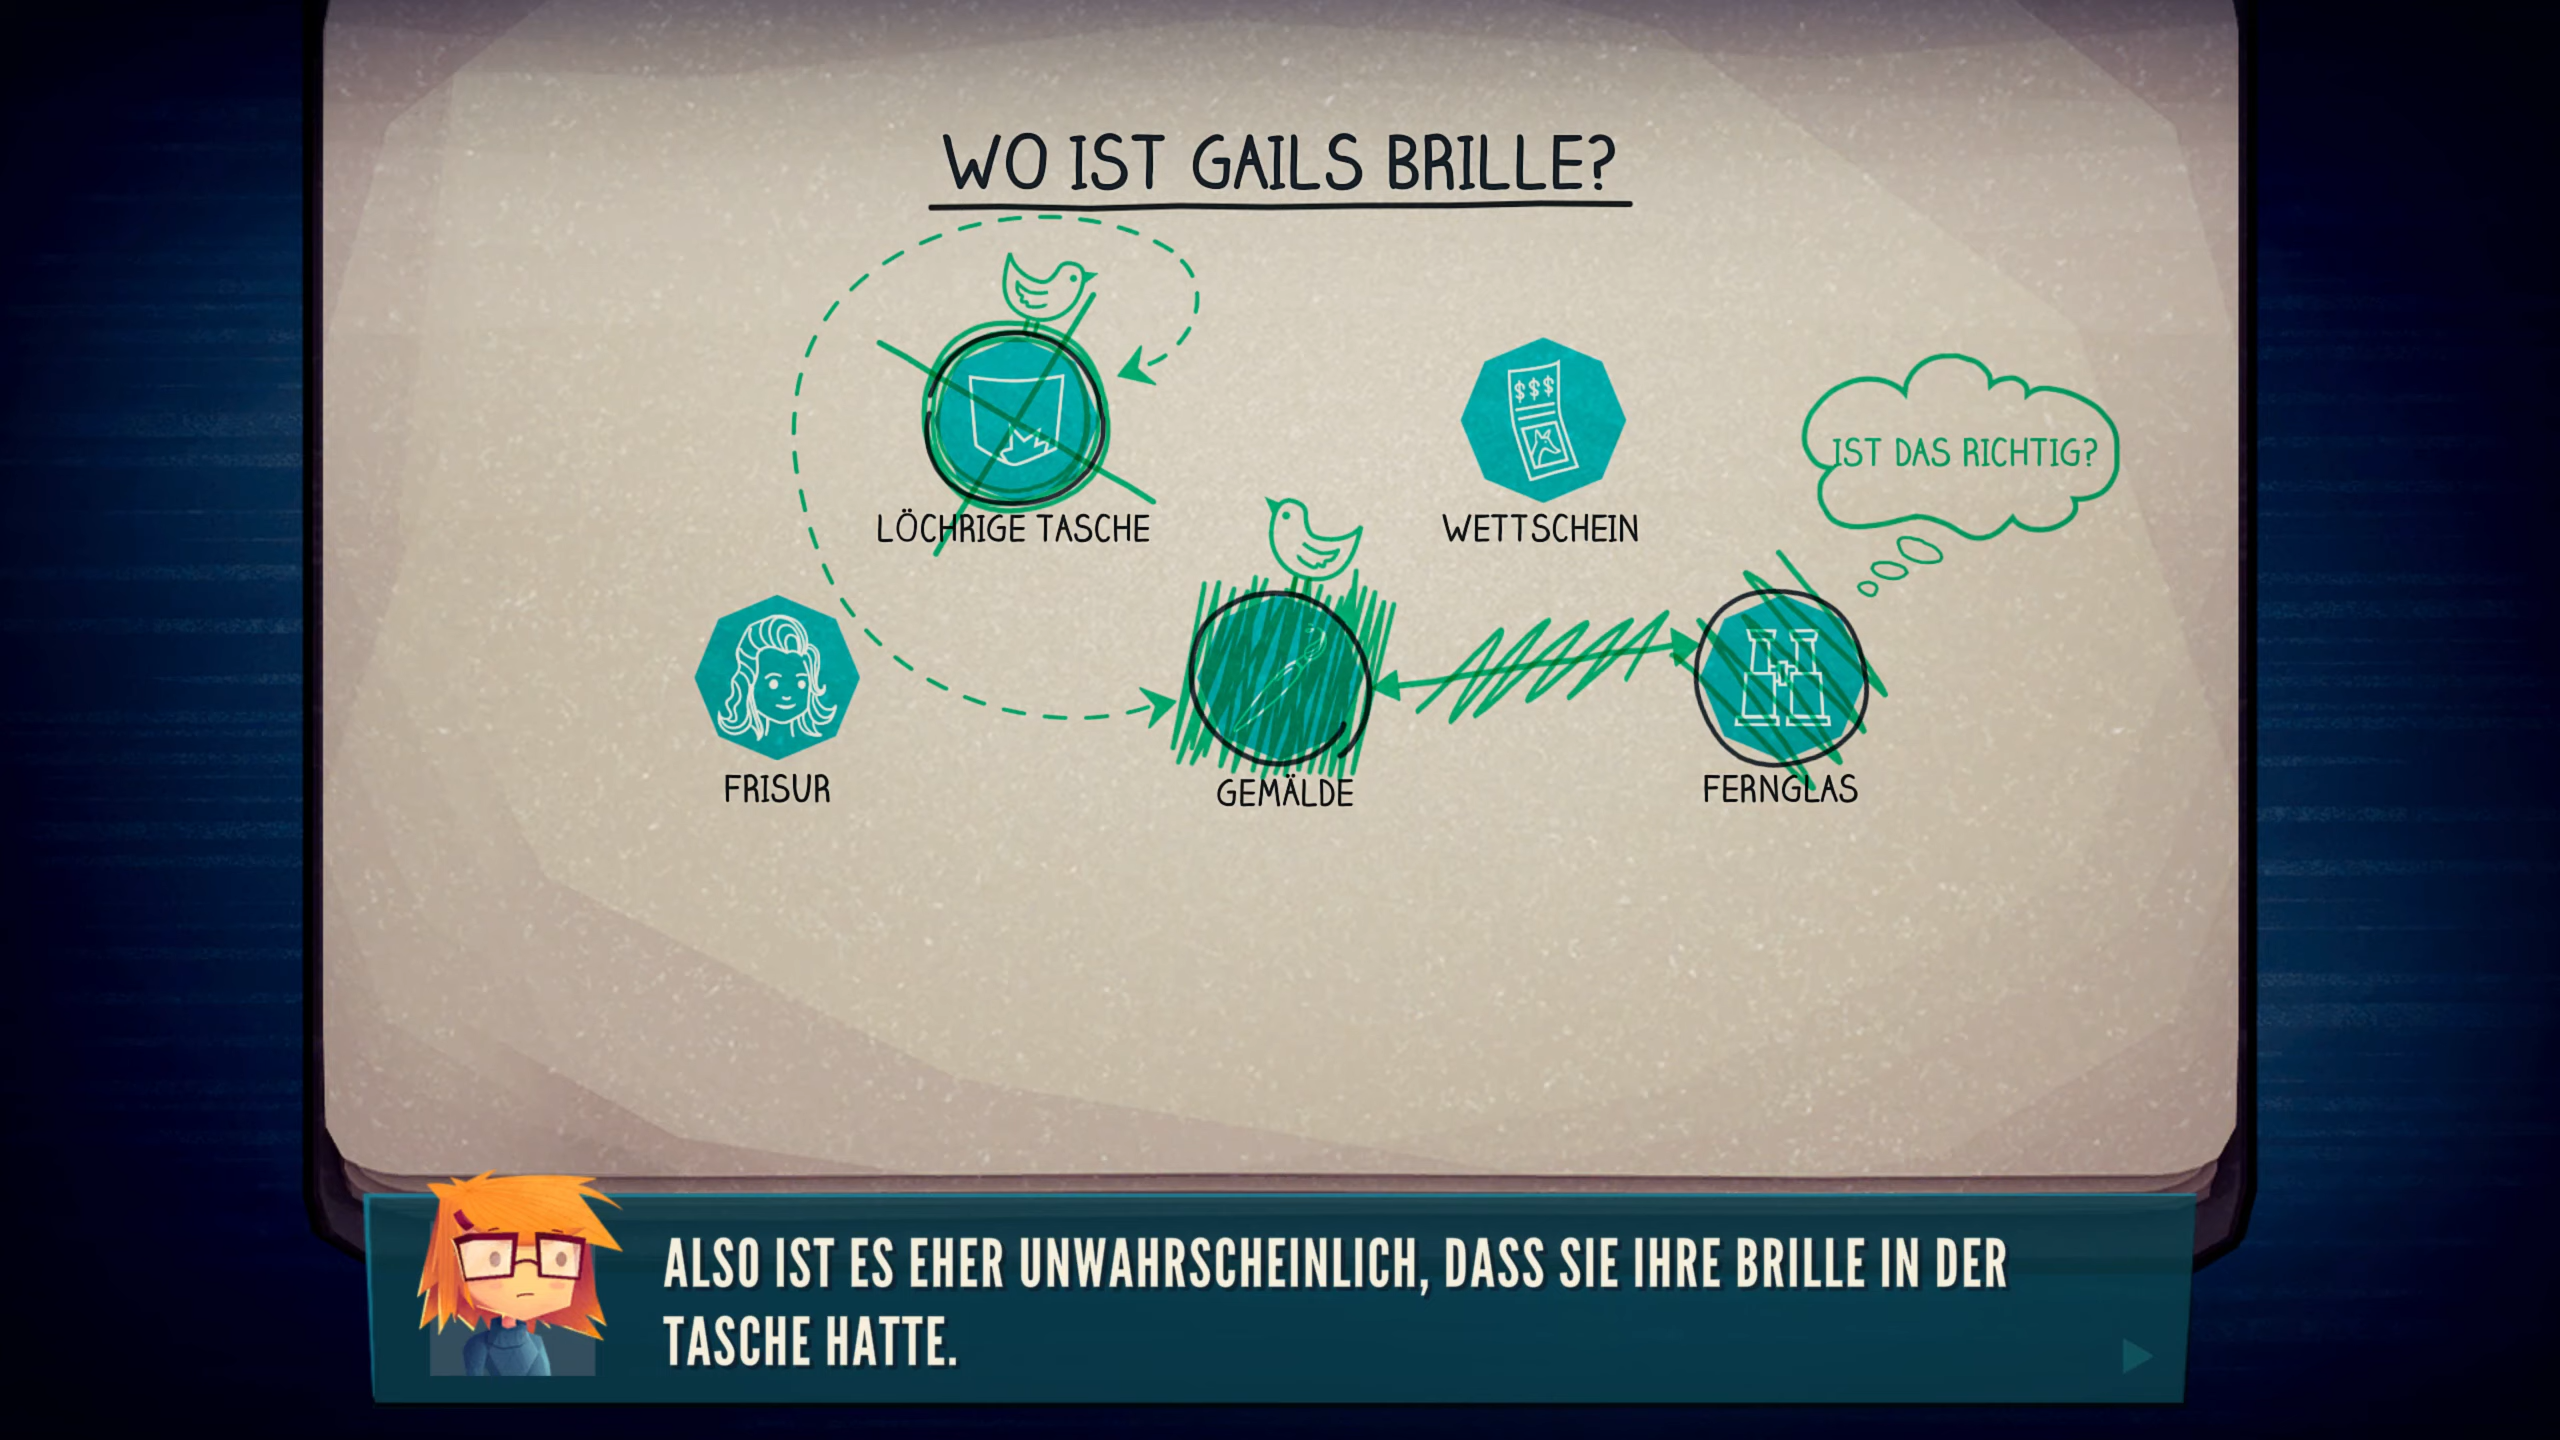 WO IST GAILS BRILLE?
$$$
IST DAS RICHTIG?
LÖCHRIGE TASCHE
WETTSCHEIN
FRISUR
GEMÄLDE
FERNGLAS
ALSO IST ES EHER UNWAHRSCHEINLICH, DASS SIE IHRE BRILLE IN DER
TASCHE HATTE.